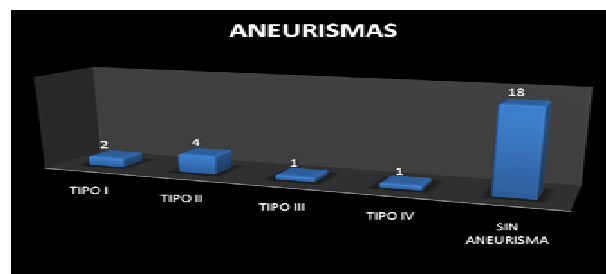 ANEURISMAS
2
4
1
1
18
TIPO I
TIPO II
TIPO III
TIPO IV
SIN
ANEURISMA